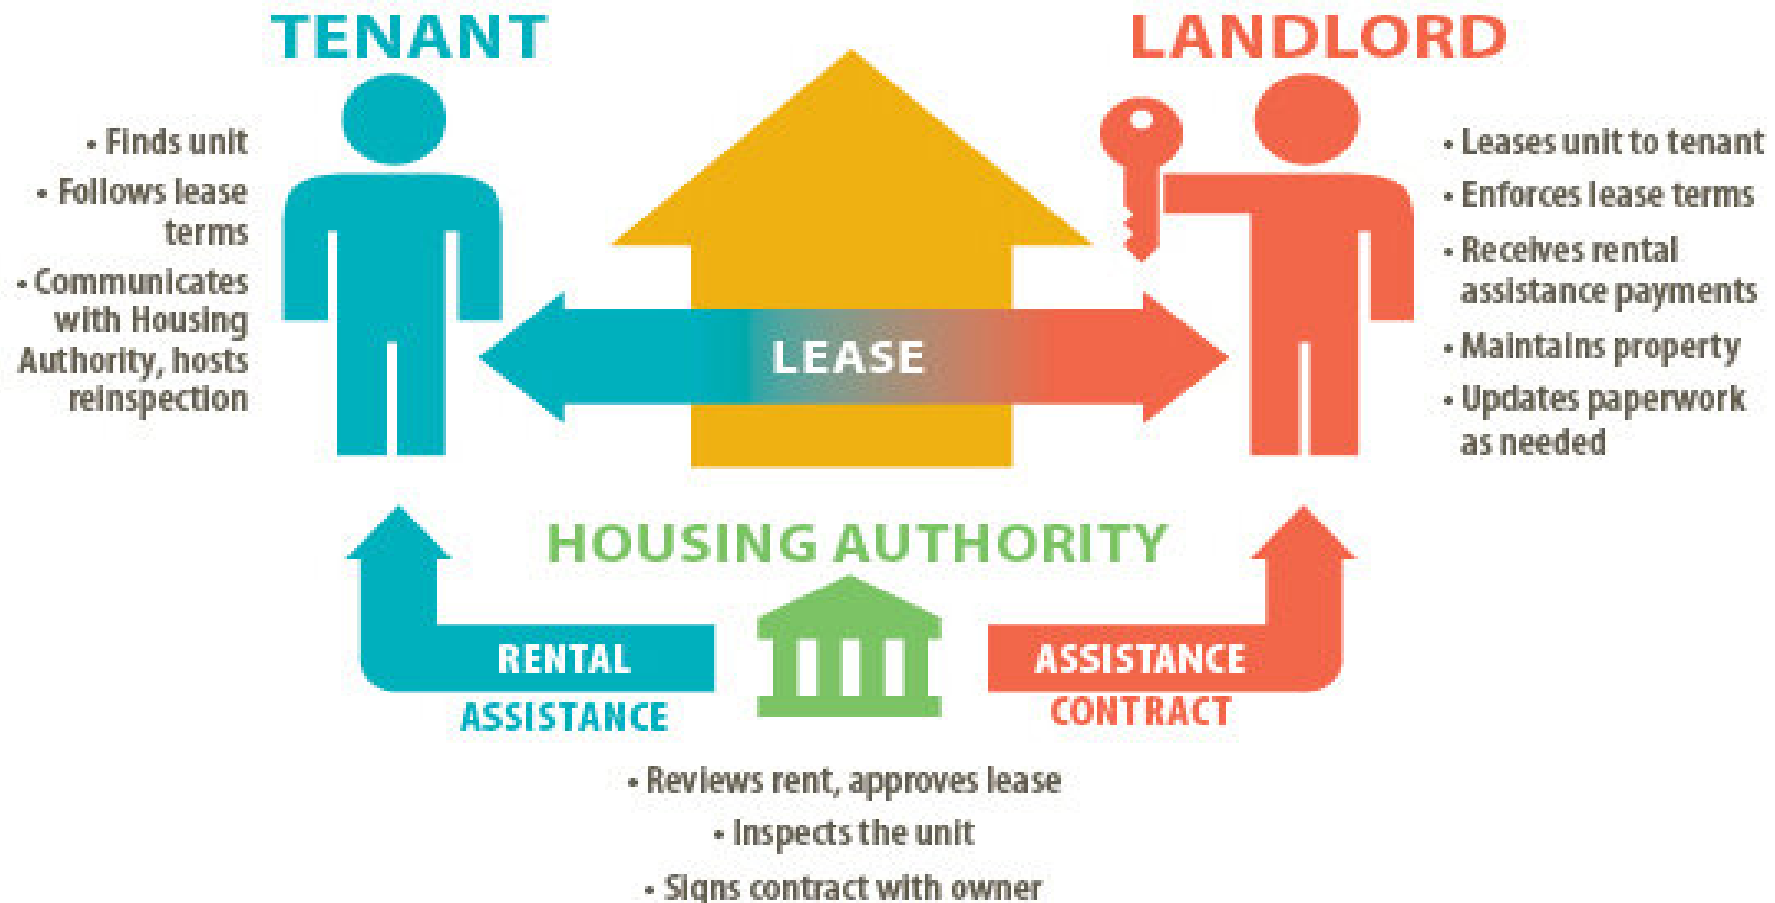 TENANT
• Finds unit
• Follows lease
terms
• Communicates
with Housing
Authority, hosts
reinspection
LANDLORD
• Leases unit to tenant
• Enforces lease terms
• Receives rental
assistance payments
• Maintains property
• Updates paperwork
as needed
LEASE
HOUSING AUTHORITY
RENTAL
ASSISTANCE
ASSISTANCE
CONTRACT
• Reviews rent, approves lease
• Inspects the unit
• Signs contract with owner